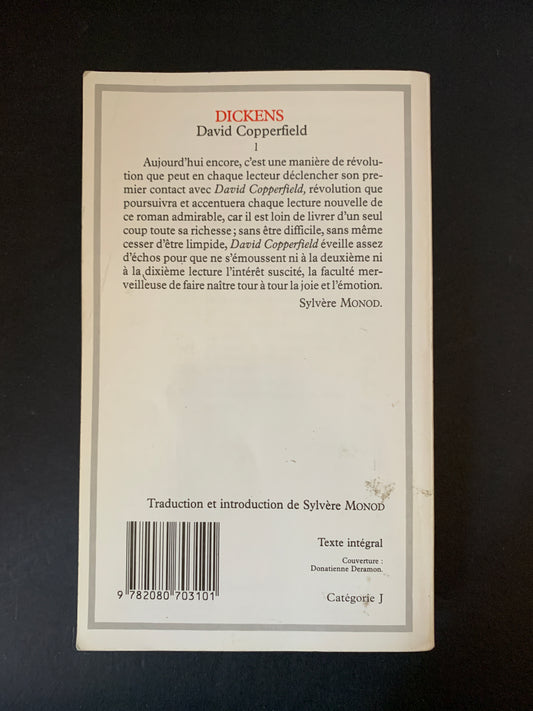 DICKENS
David Copperfield
1
Aujourd'hui encore, c'est une manière de révolu-
tion que peut en chaque lecteur déclencher son pre-
mier contact avec David Copperfield, révolution que
poursuivra et accentuera chaque lecture nouvelle de
ce roman admirable, car il est loin de livrer d'un seul
coup toute sa richesse ; sans être difficile, sans même
cesser d'être limpide, David Copperfield éveille assez
d'échos pour que ne s'émoussent ni à la deuxième ni
à la dixième lecture l'intérêt suscité, la faculté mer-
veilleuse de faire naître tour à tour la joie et l'émotion.
Sylvère MONOD.
Traduction et introduction de Sylvère MONOD
Texte intégral
Couverture :
Donatienne Deramon.
9 782080 703101
Catégorie J